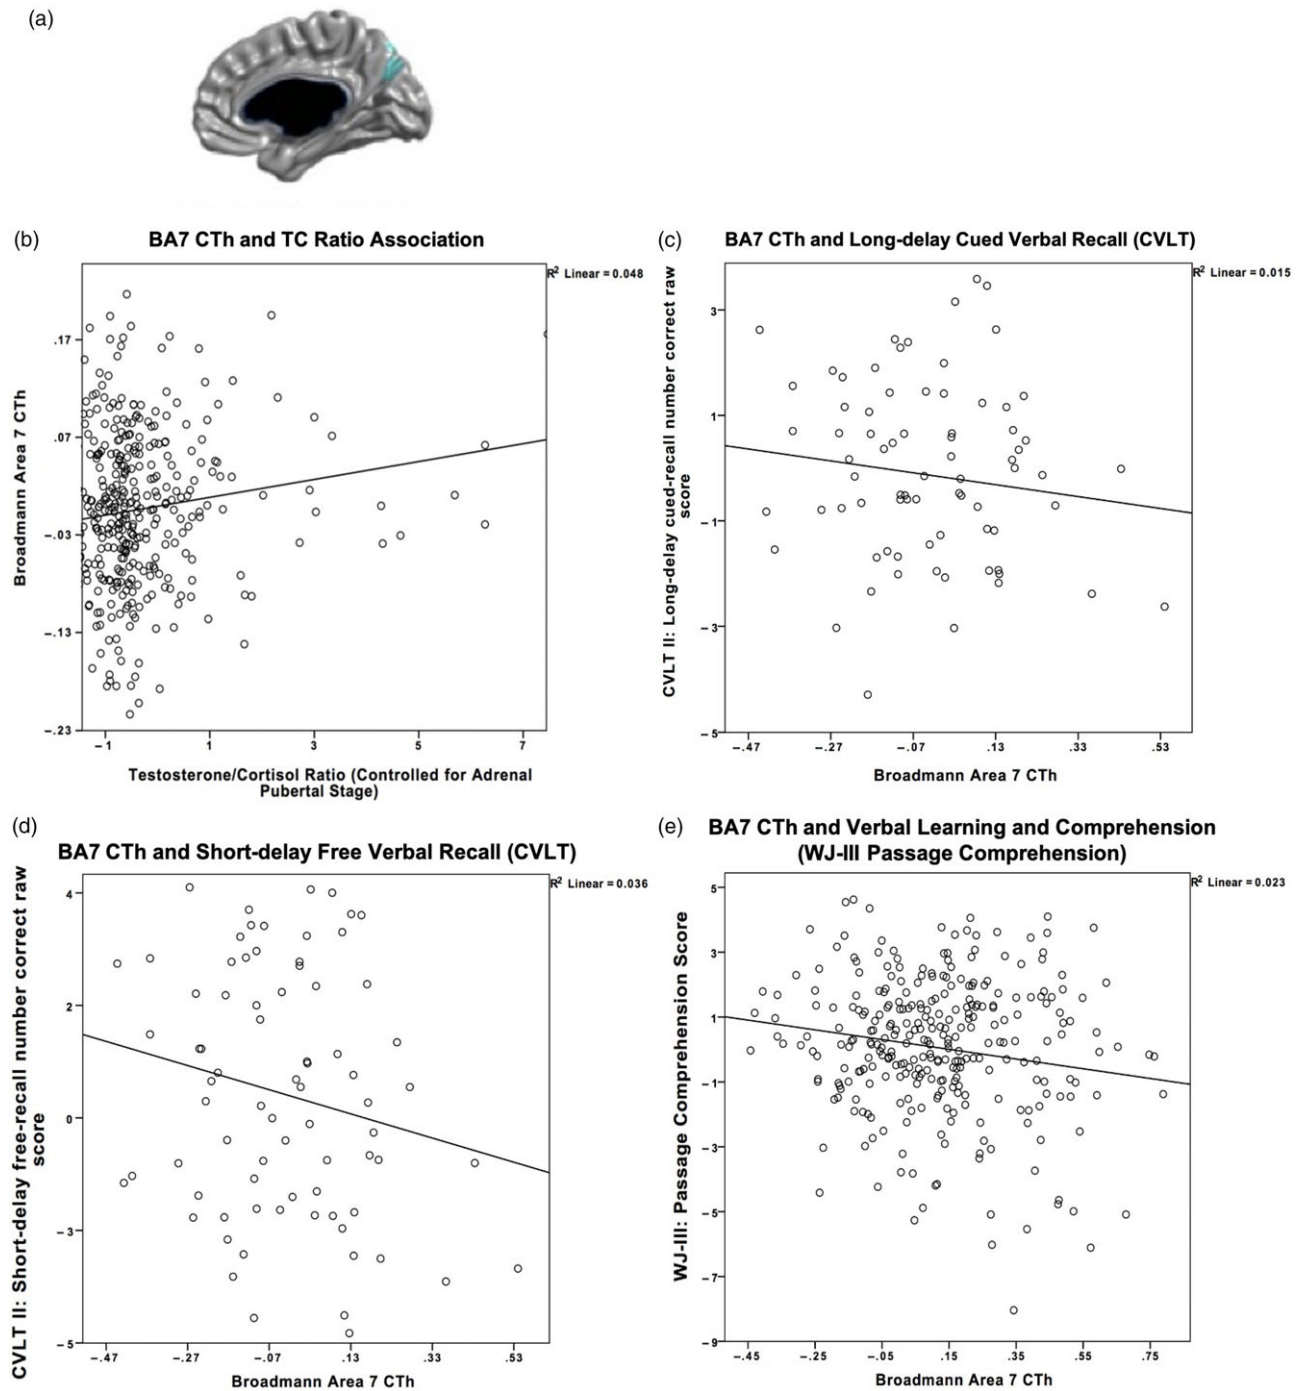 (a)
(b)
BA7 CTh and TC Ratio Association
R² Linear = 0.048
Broadmann Area 7 CTh
.17
.07
-.03
-.13
-.23
-1
1
3
5
7
Testosterone/Cortisol Ratio (Controlled for Adrenal
Pubertal Stage)
(c)
BA7 CTh and Long-delay Cued Verbal Recall (CVLT)
R² Linear = 0.015
CVLT II: Long-delay cued-recall number correct raw
score
3
1
-1
-3
-5
-.47
-.27
-.07
.13
.33
.53
Broadmann Area 7 CTh
(d)
BA7 CTh and Short-delay Free Verbal Recall (CVLT)
R² Linear = 0.036
CVLT II: Short-delay free-recall number correct raw
score
4
2
0
-3
-5
-.47
-.27
-.07
.13
.33
.53
Broadmann Area 7 CTh
(e)
BA7 CTh and Verbal Learning and Comprehension
(WJ-III Passage Comprehension)
R² Linear = 0.023
WJ-III: Passage Comprehension Score
5
3
1
-1
-3
-5
-7
-9
-.45
-.25
-.05
.15
.35
.55
.75
Broadmann Area 7 CTh